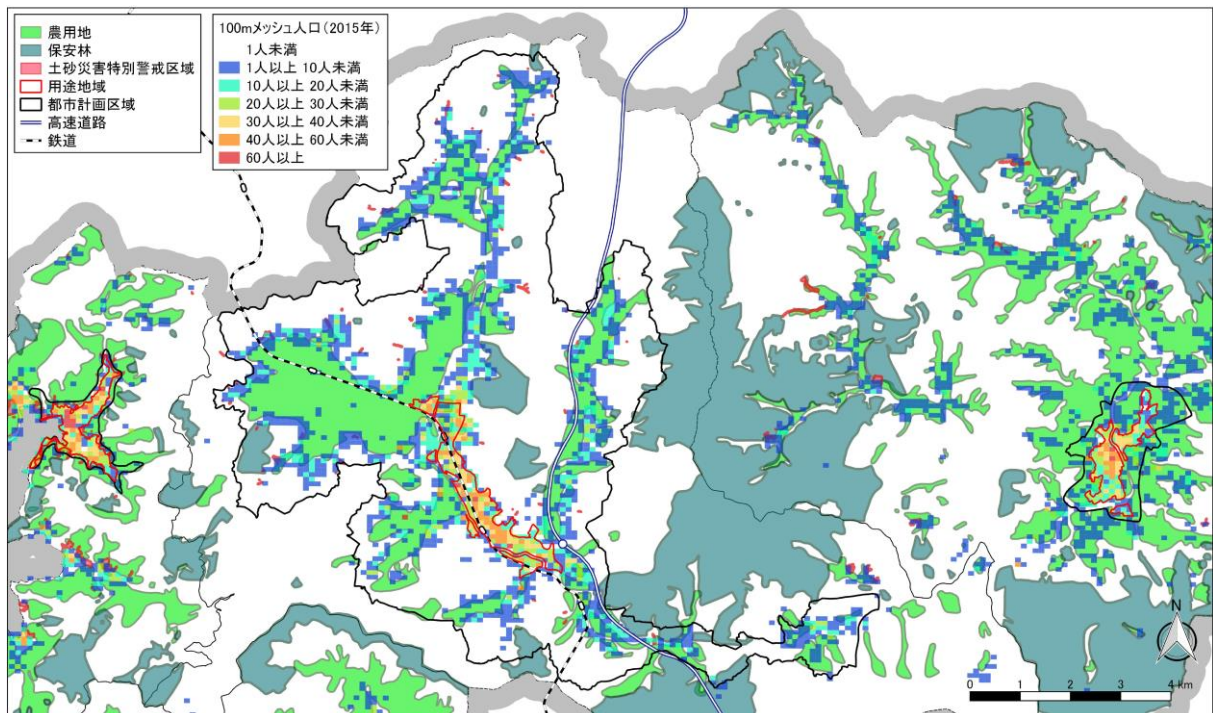 農用地
保安林
土砂災害特別警戒区域
用途地域
都市計画区域
高速道路
鉄道
100mメッシュ人口(2015年)
1人未満
1人以上 10人未満
10人以上 20人未満
20人以上 30人未満
30人以上 40人未満
40人以上 60人未満
60人以上
N
0 1 2 3 4 km